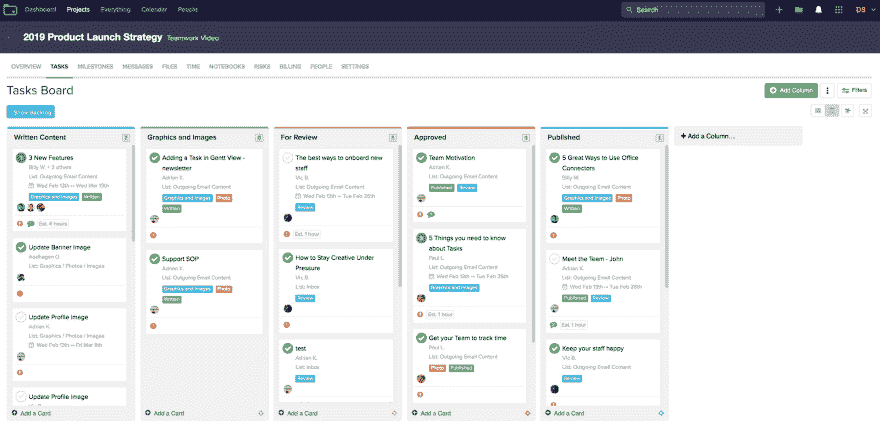 Dashboard Projects Everything Calendar People
Search
DS
2019 Product Launch Strategy Teamwork Video
OVERVIEW TASKS MILESTONES MESSAGES FILES TIME NOTEBOOKS RISKS BILLING PEOPLE SETTINGS
Tasks Board
Add Column
Filters
Show Backlog
Written Content
3 New Features
Billy W. + 2 others
List: Outgoing Email Content
Wed Feb 13th
Graphics and Images Written
Est. 4 hours
Update Banner Image
List: Graphics / Photos / Images
Update Profile Image
Adrian K.
List: Graphics / Photos / Images
Wed Feb 13th
Update Profile Image
Add a Card
Graphics and Images
Adding a Task in Gantt View -
newsletter
Adrian K.
List: Outgoing Email Content
Graphics and Images Photo
Written
Support SOP
Adrian K.
List: Outgoing Email Content
Graphics and Images Photo
Written
Add a Card
For Review
The best ways to onboard new
staff
Vic B.
List: Outgoing Email Content
Wed Feb 13th Tue Feb 26th
Review
Est. 1 hour
How to Stay Creative Under
Pressure
Vic B.
List: Inbox
Review
test
Adrian K.
List: Inbox
Review
Add a Card
Approved
Team Motivation
Adrian K.
List: Outgoing Email Content
Published Review
5 Things you need to know
about Tasks
Paul L.
List: Outgoing Email Content
Wed Feb 13th Tue Feb 26th
Graphics and Images
Est. 1 hour
Get your Team to track time
Paul L.
List: Outgoing Email Content
Photo Published
Add a Card
Published
5 Great Ways to Use Office
Connectors
Billy W.
List: Outgoing Email Content
Graphics and Images Photo
Written
Meet the Team - John
Adrian K.
List: Outgoing Email Content
Wed Feb 13th Tue Feb 26th
Published Review
Est. 1 hour
Keep your staff happy
Vic B.
List: Outgoing Email Content
Review
Add a Card
Add a Column...